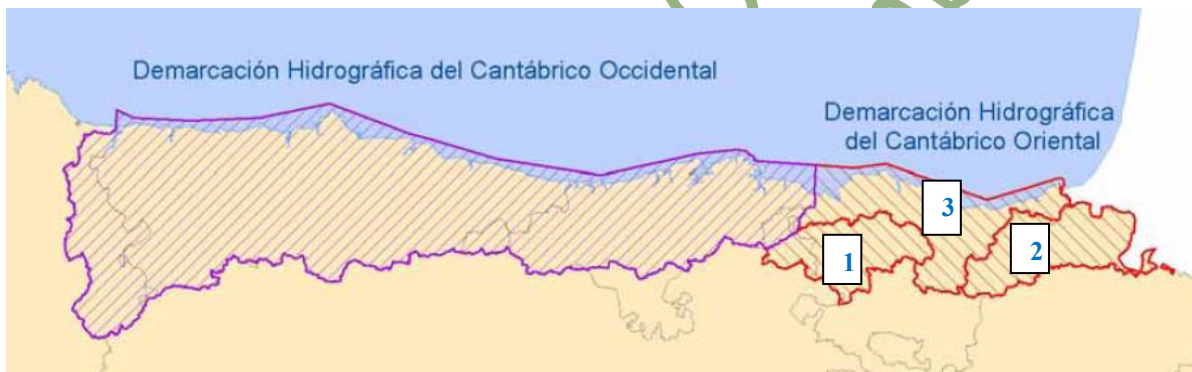 Demarcación Hidrográfica del Cantábrico Occidental
Demarcación Hidrográfica
del Cantábrico Oriental
3
1
2